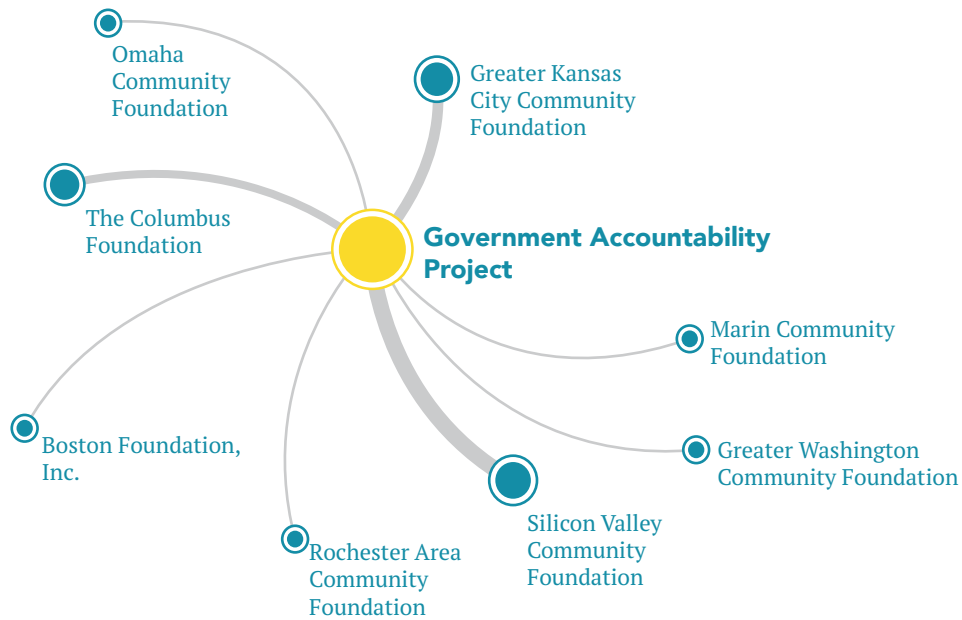 Omaha
Community
Foundation
Greater Kansas
City Community
Foundation
The Columbus
Foundation
Government Accountability
Project
Marin Community
Foundation
Boston Foundation,
Inc.
Greater Washington
Community Foundation
Silicon Valley
Community
Foundation
Rochester Area
Community
Foundation